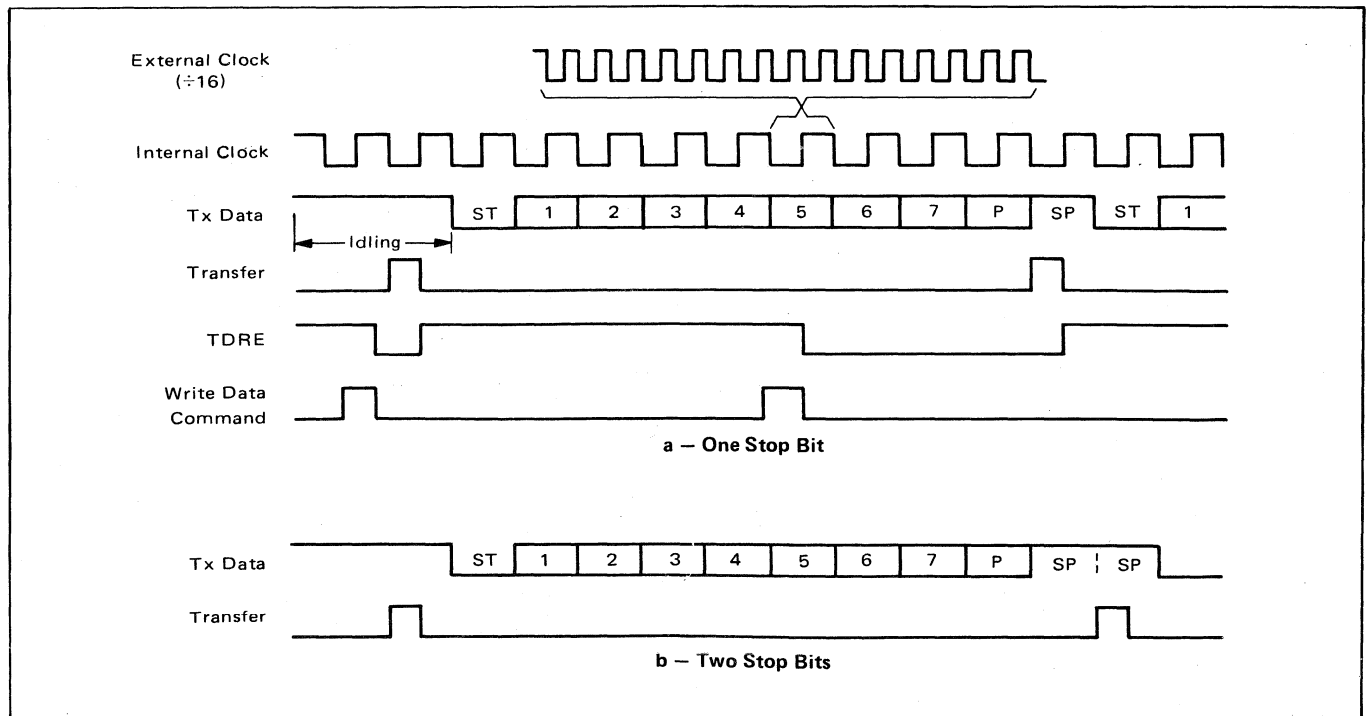 External Clock
(÷16)
Internal Clock
Tx Data
ST 1 2 3 4 5 6 7 P SP ST 1
Idling
Transfer
TDRE
Write Data
Command
a — One Stop Bit
Tx Data
ST 1 2 3 4 5 6 7 P SP SP
Transfer
b — Two Stop Bits